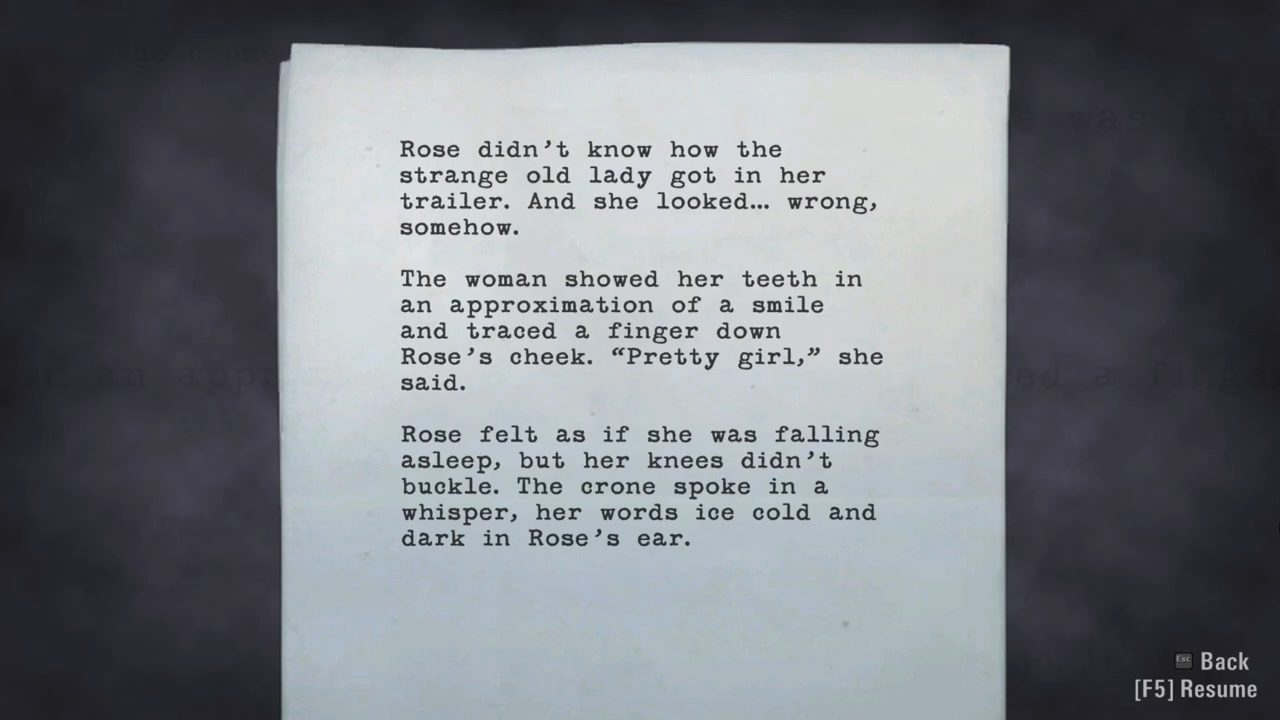 Rose didn’t know how the
strange old lady got in her
trailer. And she looked… wrong,
somehow.
The woman showed her teeth in
an approximation of a smile
and traced a finger down
Rose’s cheek. “Pretty girl,” she
said.
Rose felt as if she was falling
asleep, but her knees didn’t
buckle. The crone spoke in a
whisper, her words ice cold and
dark in Rose’s ear.
Esc Back
[F5] Resume